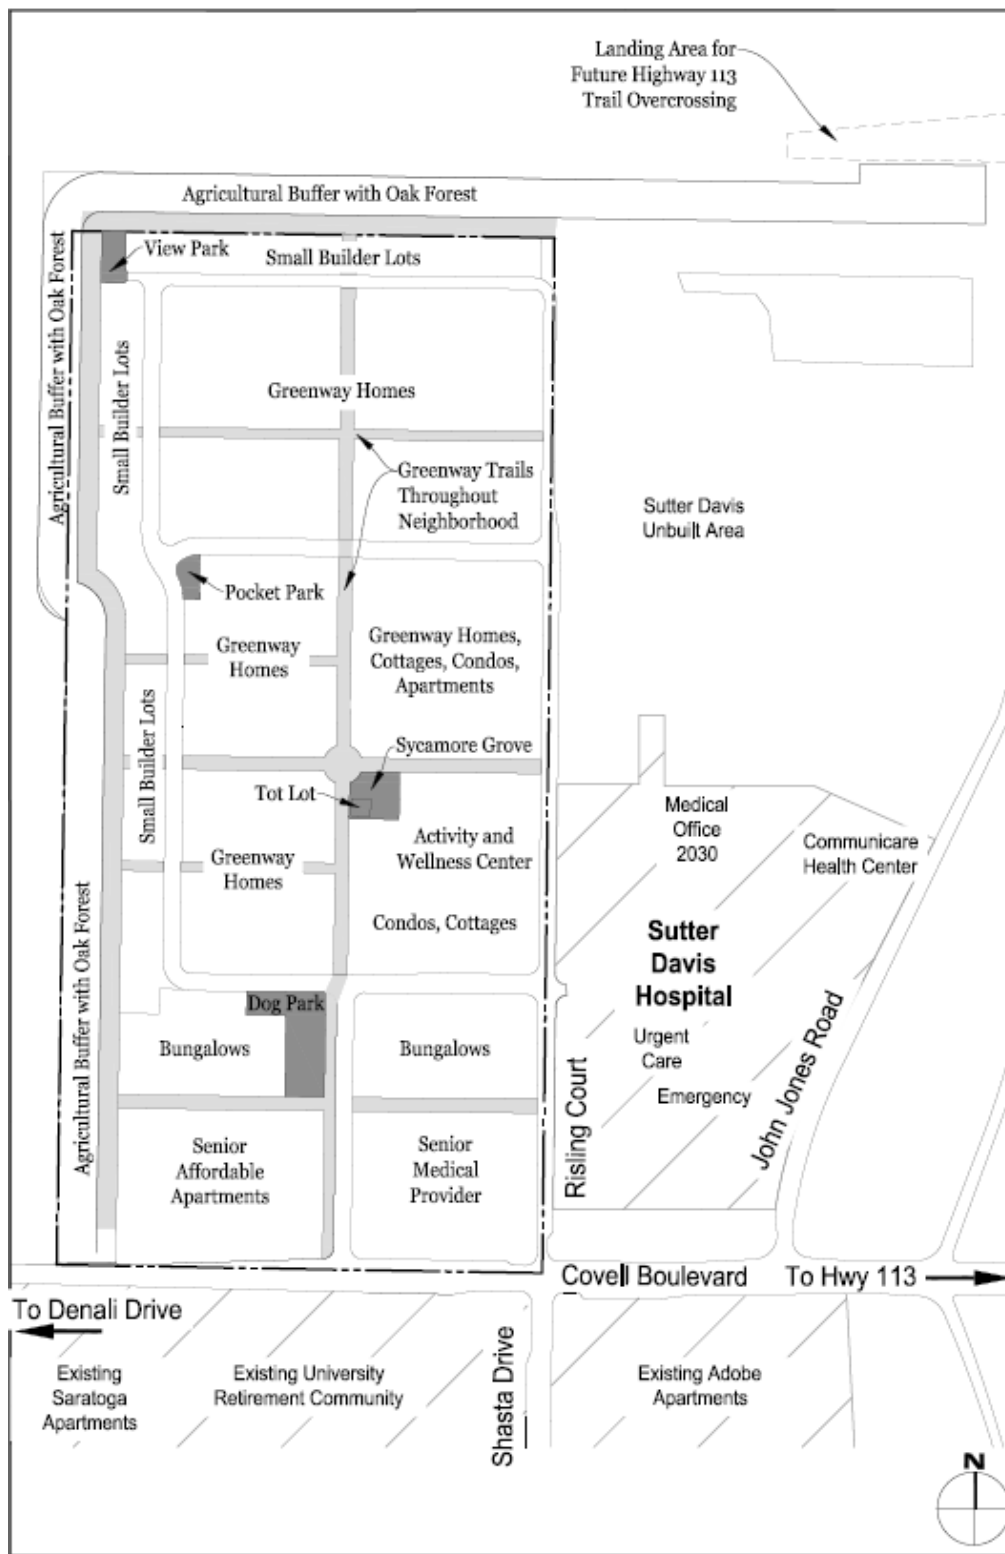 Landing Area for
Future Highway 113
Trail Overcrossing
Agricultural Buffer with Oak Forest
View Park
Small Builder Lots
Agricultural Buffer with Oak Forest
Small Builder Lots
Greenway Homes
Greenway Trails
Throughout
Neighborhood
Sutter Davis
Unbuilt Area
Pocket Park
Greenway
Homes
Greenway Homes,
Cottages, Condos,
Apartments
Small Builder Lots
Sycamore Grove
Tot Lot
Medical
Office
2030
Communicare
Health Center
Activity and
Wellness Center
Greenway
Homes
Condos, Cottages
Sutter
Davis
Hospital
Agricultural Buffer with Oak Forest
Dog Park
Urgent
Care
Bungalows
Bungalows
Emergency
Risling Court
John Jones Road
Senior
Affordable
Apartments
Senior
Medical
Provider
Covell Boulevard
To Hwy 113
To Denali Drive
Existing
Saratoga
Apartments
Existing University
Retirement Community
Shasta Drive
Existing Adobe
Apartments
N